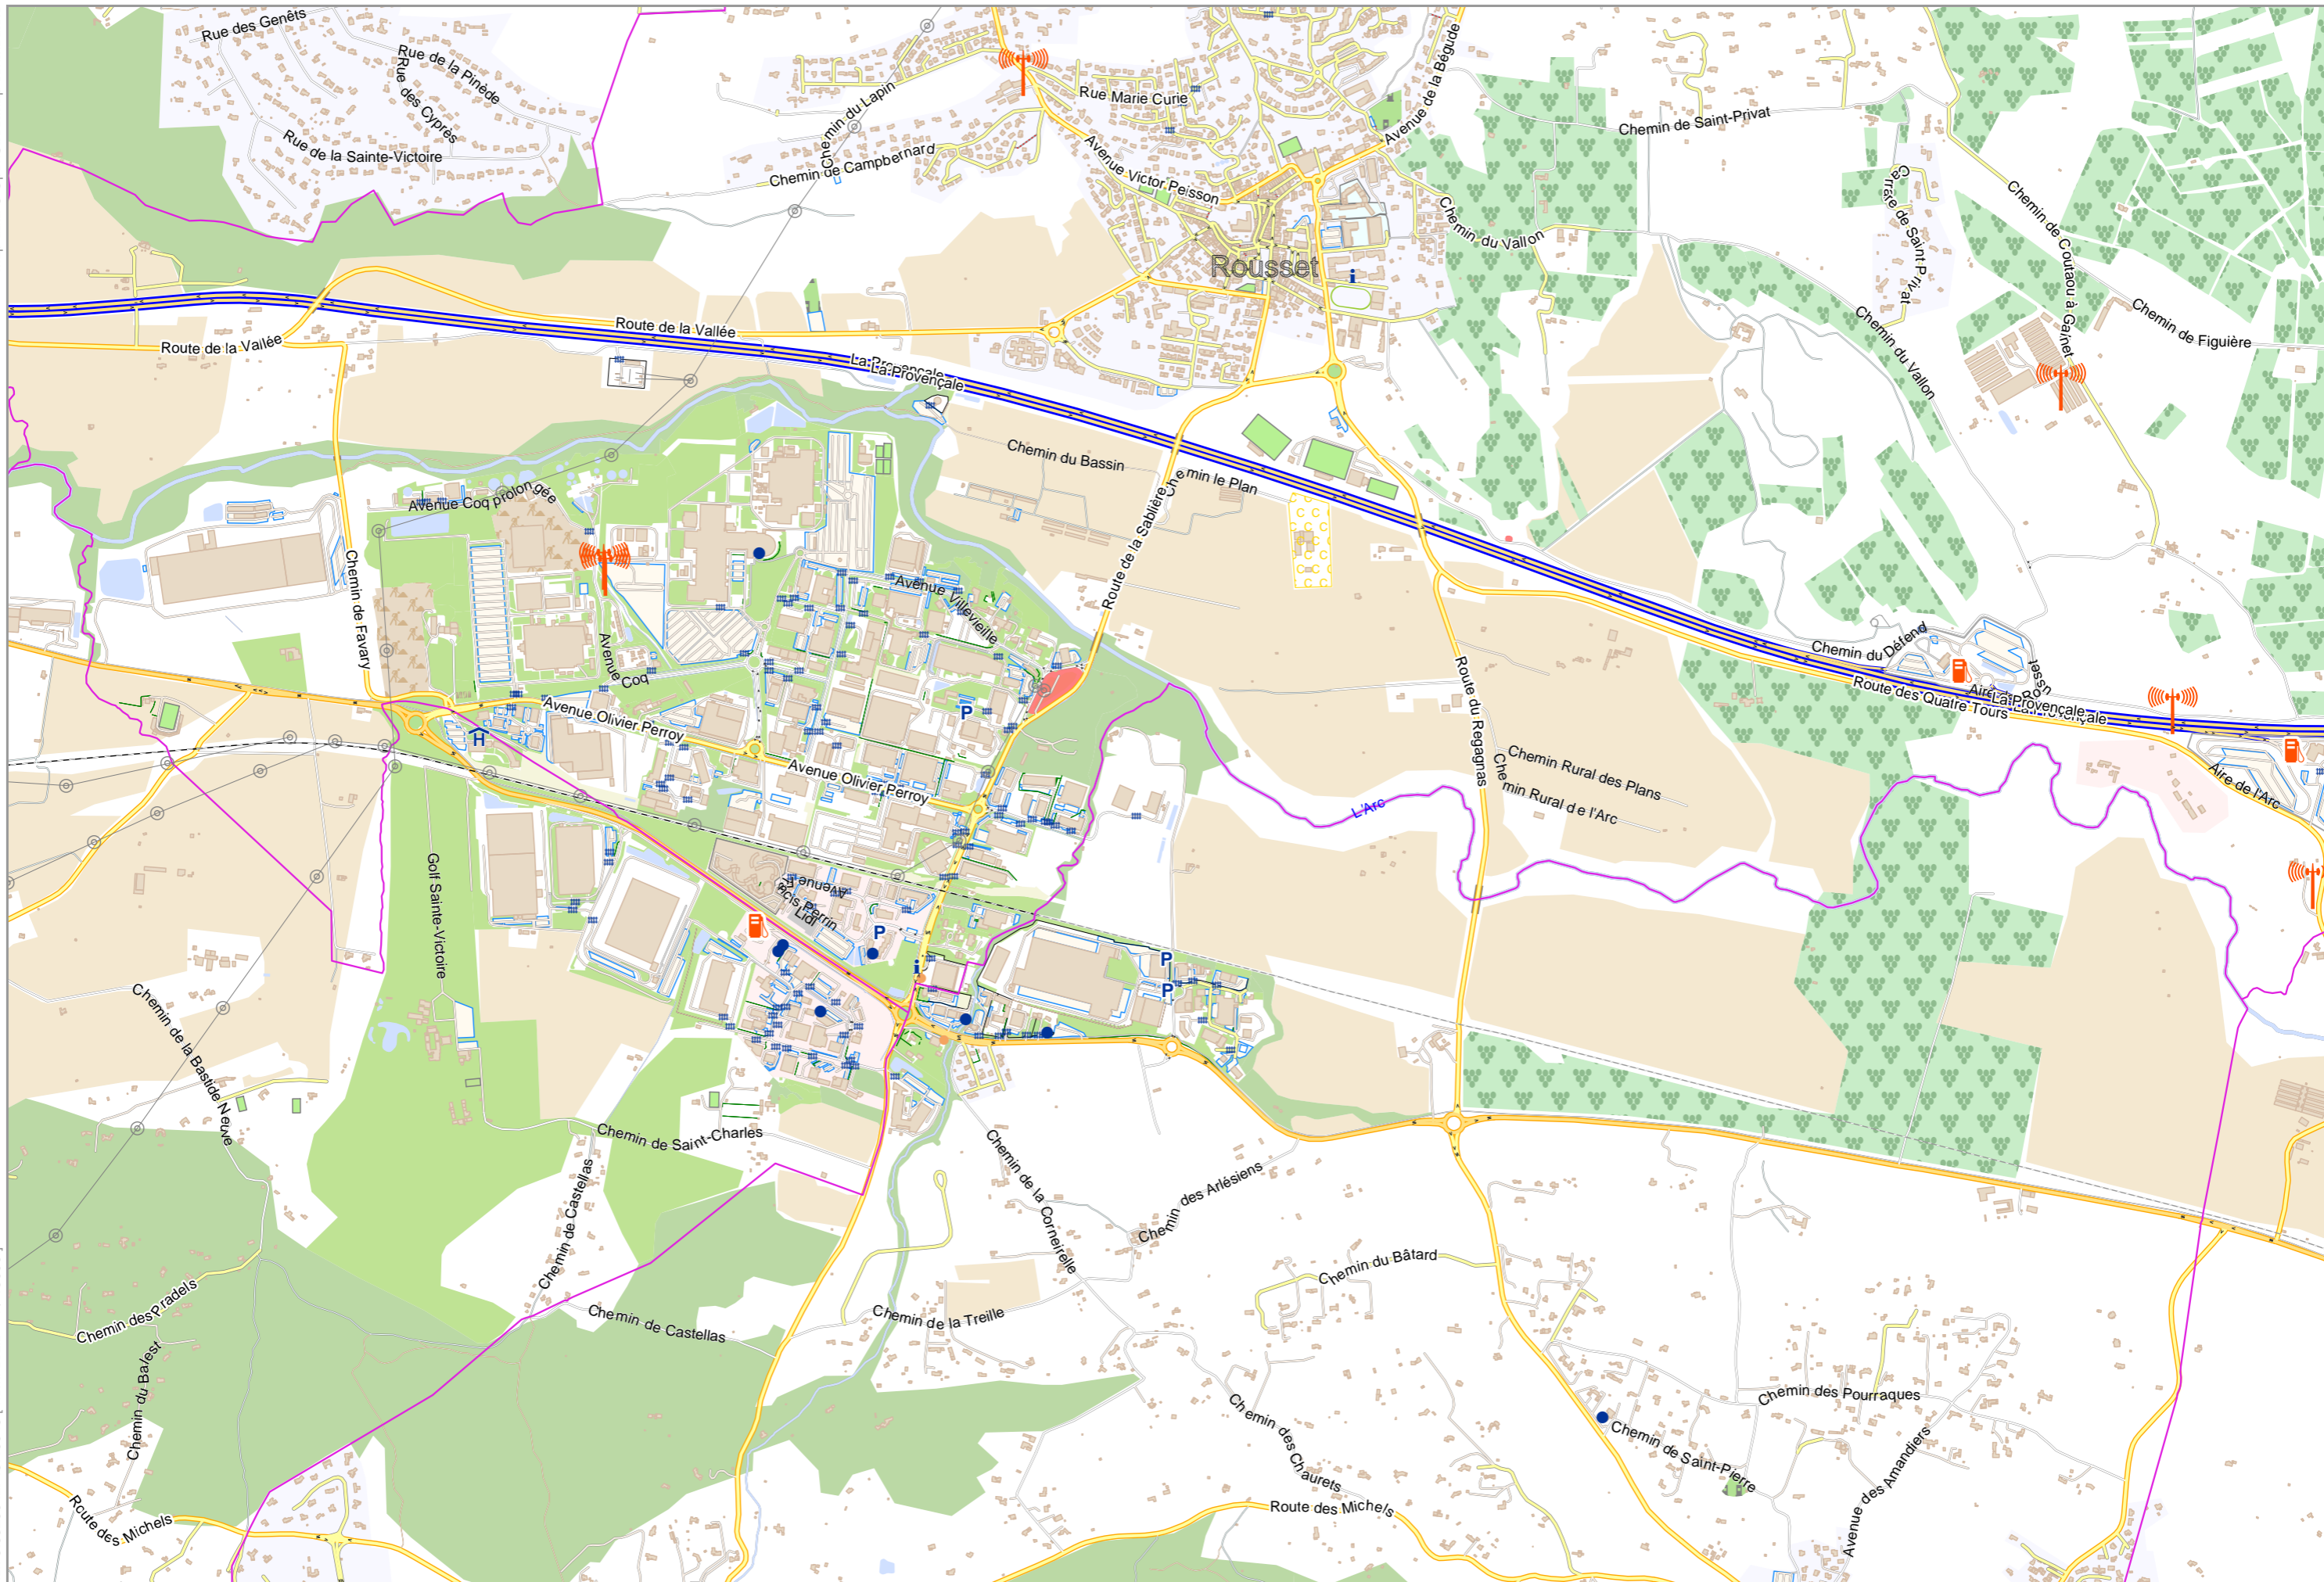 Rue des Genêts
Rue de la Pinède
Rue des Cyprès
Rue de la Sainte-Victoire
Chemin du Lapin
Chemin de Campbernard
Rue Marie Curie
Avenue Victor Peisson
Avenue de la Bégude
Chemin de Saint-Privat
Chemin du Vallon
Carraire de Saint-Privat
Chemin de Coutaou à Gaïnet
Chemin de Figuière
Chemin du Vallon
Rousset
i
Route de la Vallée
Route de la Vallée
La Provençale
La Provençale
Chemin du Bassin
Chemin le Plan
Route de la Sablière
Avenue Coq prolongée
Chemin de Favary
Avenue Villevieille
Avenue Coq
Avenue Olivier Perroy
Avenue Olivier Perroy
P
H
Route du Regagnas
Chemin Rural des Plans
Chemin Rural de l'Arc
L'Arc
Chemin du Défend
Route des Quatre Tours
La Provençale
Aire de l'Arc
Golf Sainte-Victoire
Lidl
P
i
P
P
Chemin de la Bastide Neuve
Chemin de Saint-Charles
Chemin de Castellas
Chemin de la Corneirelle
Chemin des Arlésiens
Chemin du Bâtard
Chemin de la Treille
Chemin de Castellas
Chemin des Pradels
Chemin du Balest
Route des Michels
Chemin des Chaurets
Route des Michels
Chemin des Pourraques
Chemin de Saint-Pierre
Avenue des Amandiers